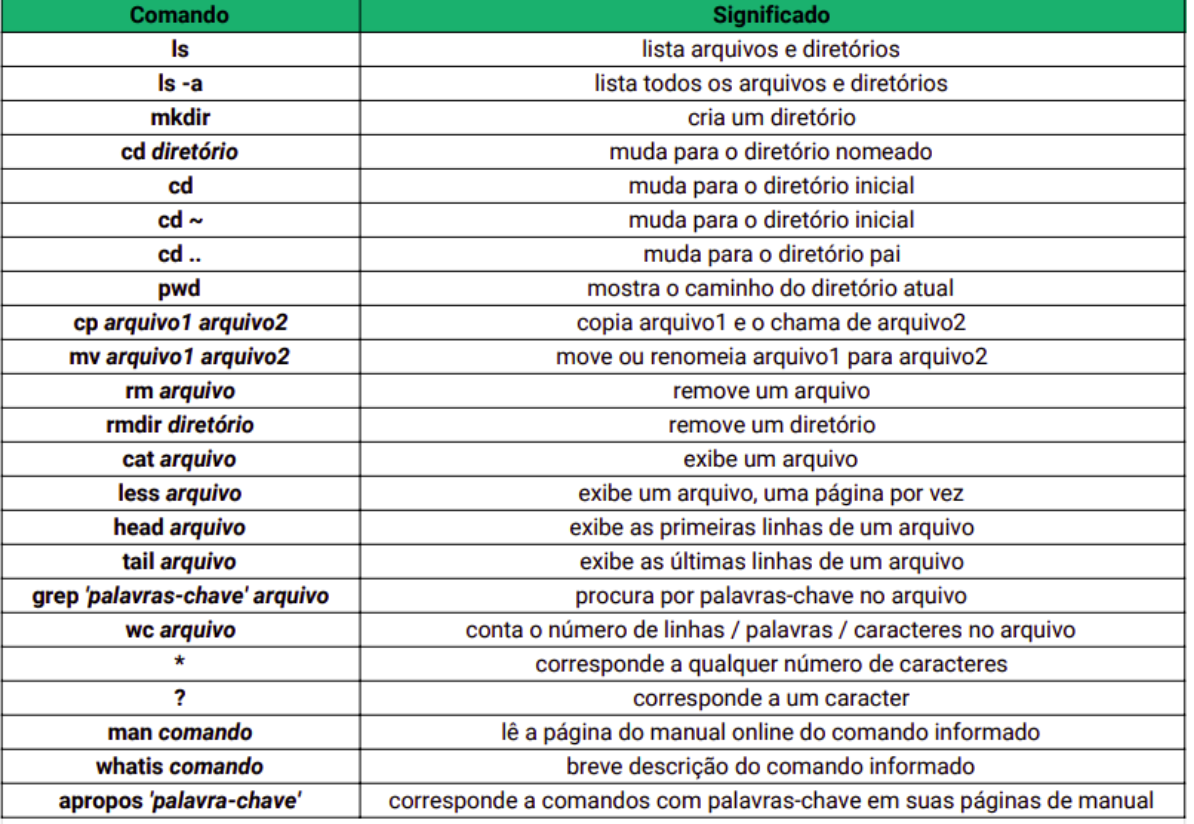 Comando Significado
ls lista arquivos e diretórios
ls -a lista todos os arquivos e diretórios
mkdir cria um diretório
cd diretório muda para o diretório nomeado
cd muda para o diretório inicial
cd ~ muda para o diretório inicial
cd .. muda para o diretório pai
pwd mostra o caminho do diretório atual
cp arquivo1 arquivo2 copia arquivo1 e o chama de arquivo2
mv arquivo1 arquivo2 move ou renomeia arquivo1 para arquivo2
rm arquivo remove um arquivo
rmdir diretório remove um diretório
cat arquivo exibe um arquivo
less arquivo exibe um arquivo, uma página por vez
head arquivo exibe as primeiras linhas de um arquivo
tail arquivo exibe as últimas linhas de um arquivo
grep 'palavras-chave' arquivo procura por palavras-chave no arquivo
wc arquivo conta o número de linhas / palavras / caracteres no arquivo
* corresponde a qualquer número de caracteres
? corresponde a um caracter
man comando lê a página do manual online do comando informado
whatis comando breve descrição do comando informado
apropos 'palavra-chave' corresponde a comandos com palavras-chave em suas páginas de manual